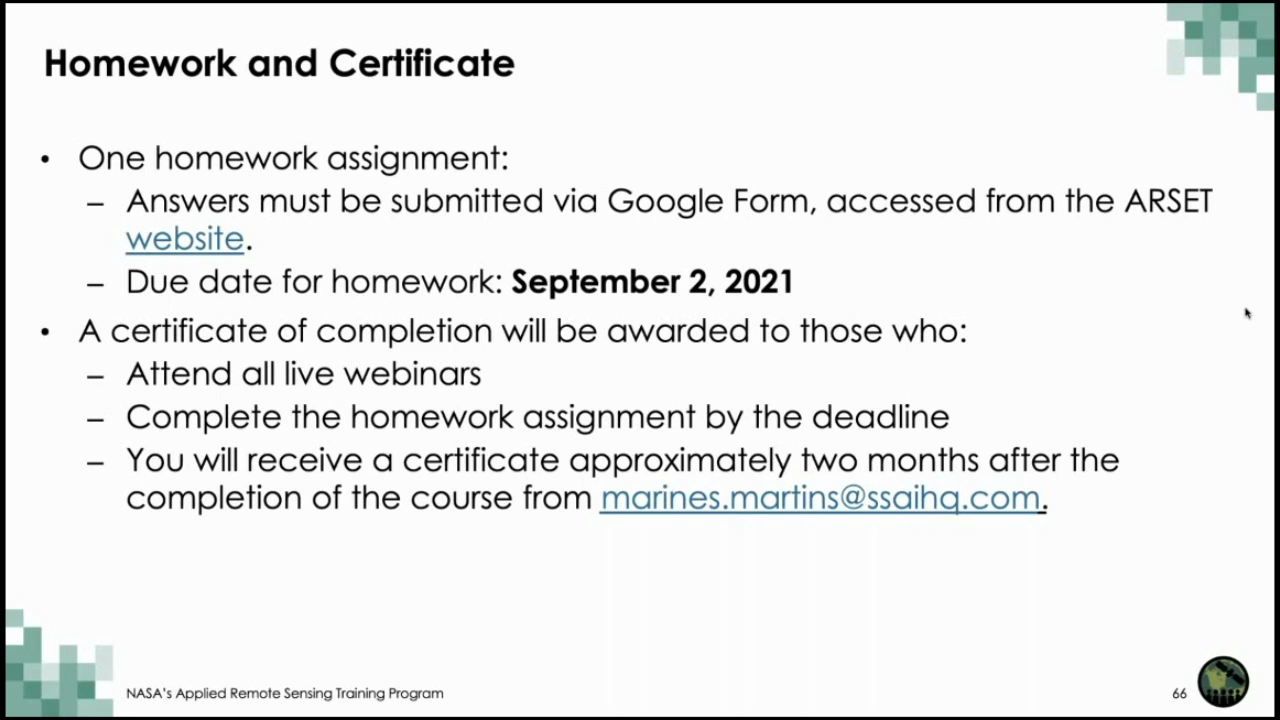 Homework and Certificate
• One homework assignment:
– Answers must be submitted via Google Form, accessed from the ARSET
website.
– Due date for homework: September 2, 2021
• A certificate of completion will be awarded to those who:
– Attend all live webinars
– Complete the homework assignment by the deadline
– You will receive a certificate approximately two months after the
completion of the course from marines.martins@ssaihq.com.
NASA's Applied Remote Sensing Training Program
66